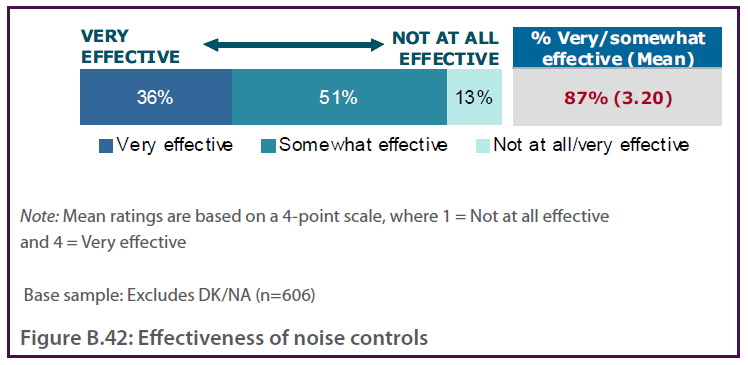 VERY
EFFECTIVE
NOT AT ALL
EFFECTIVE
% Very/somewhat
effective (Mean)
36%
51%
13%
87% (3.20)
Very effective
Somewhat effective
Not at all/very effective
Note: Mean ratings are based on a 4-point scale, where 1 = Not at all effective
and 4 = Very effective
Base sample: Excludes DK/NA (n=606)
Figure B.42: Effectiveness of noise controls